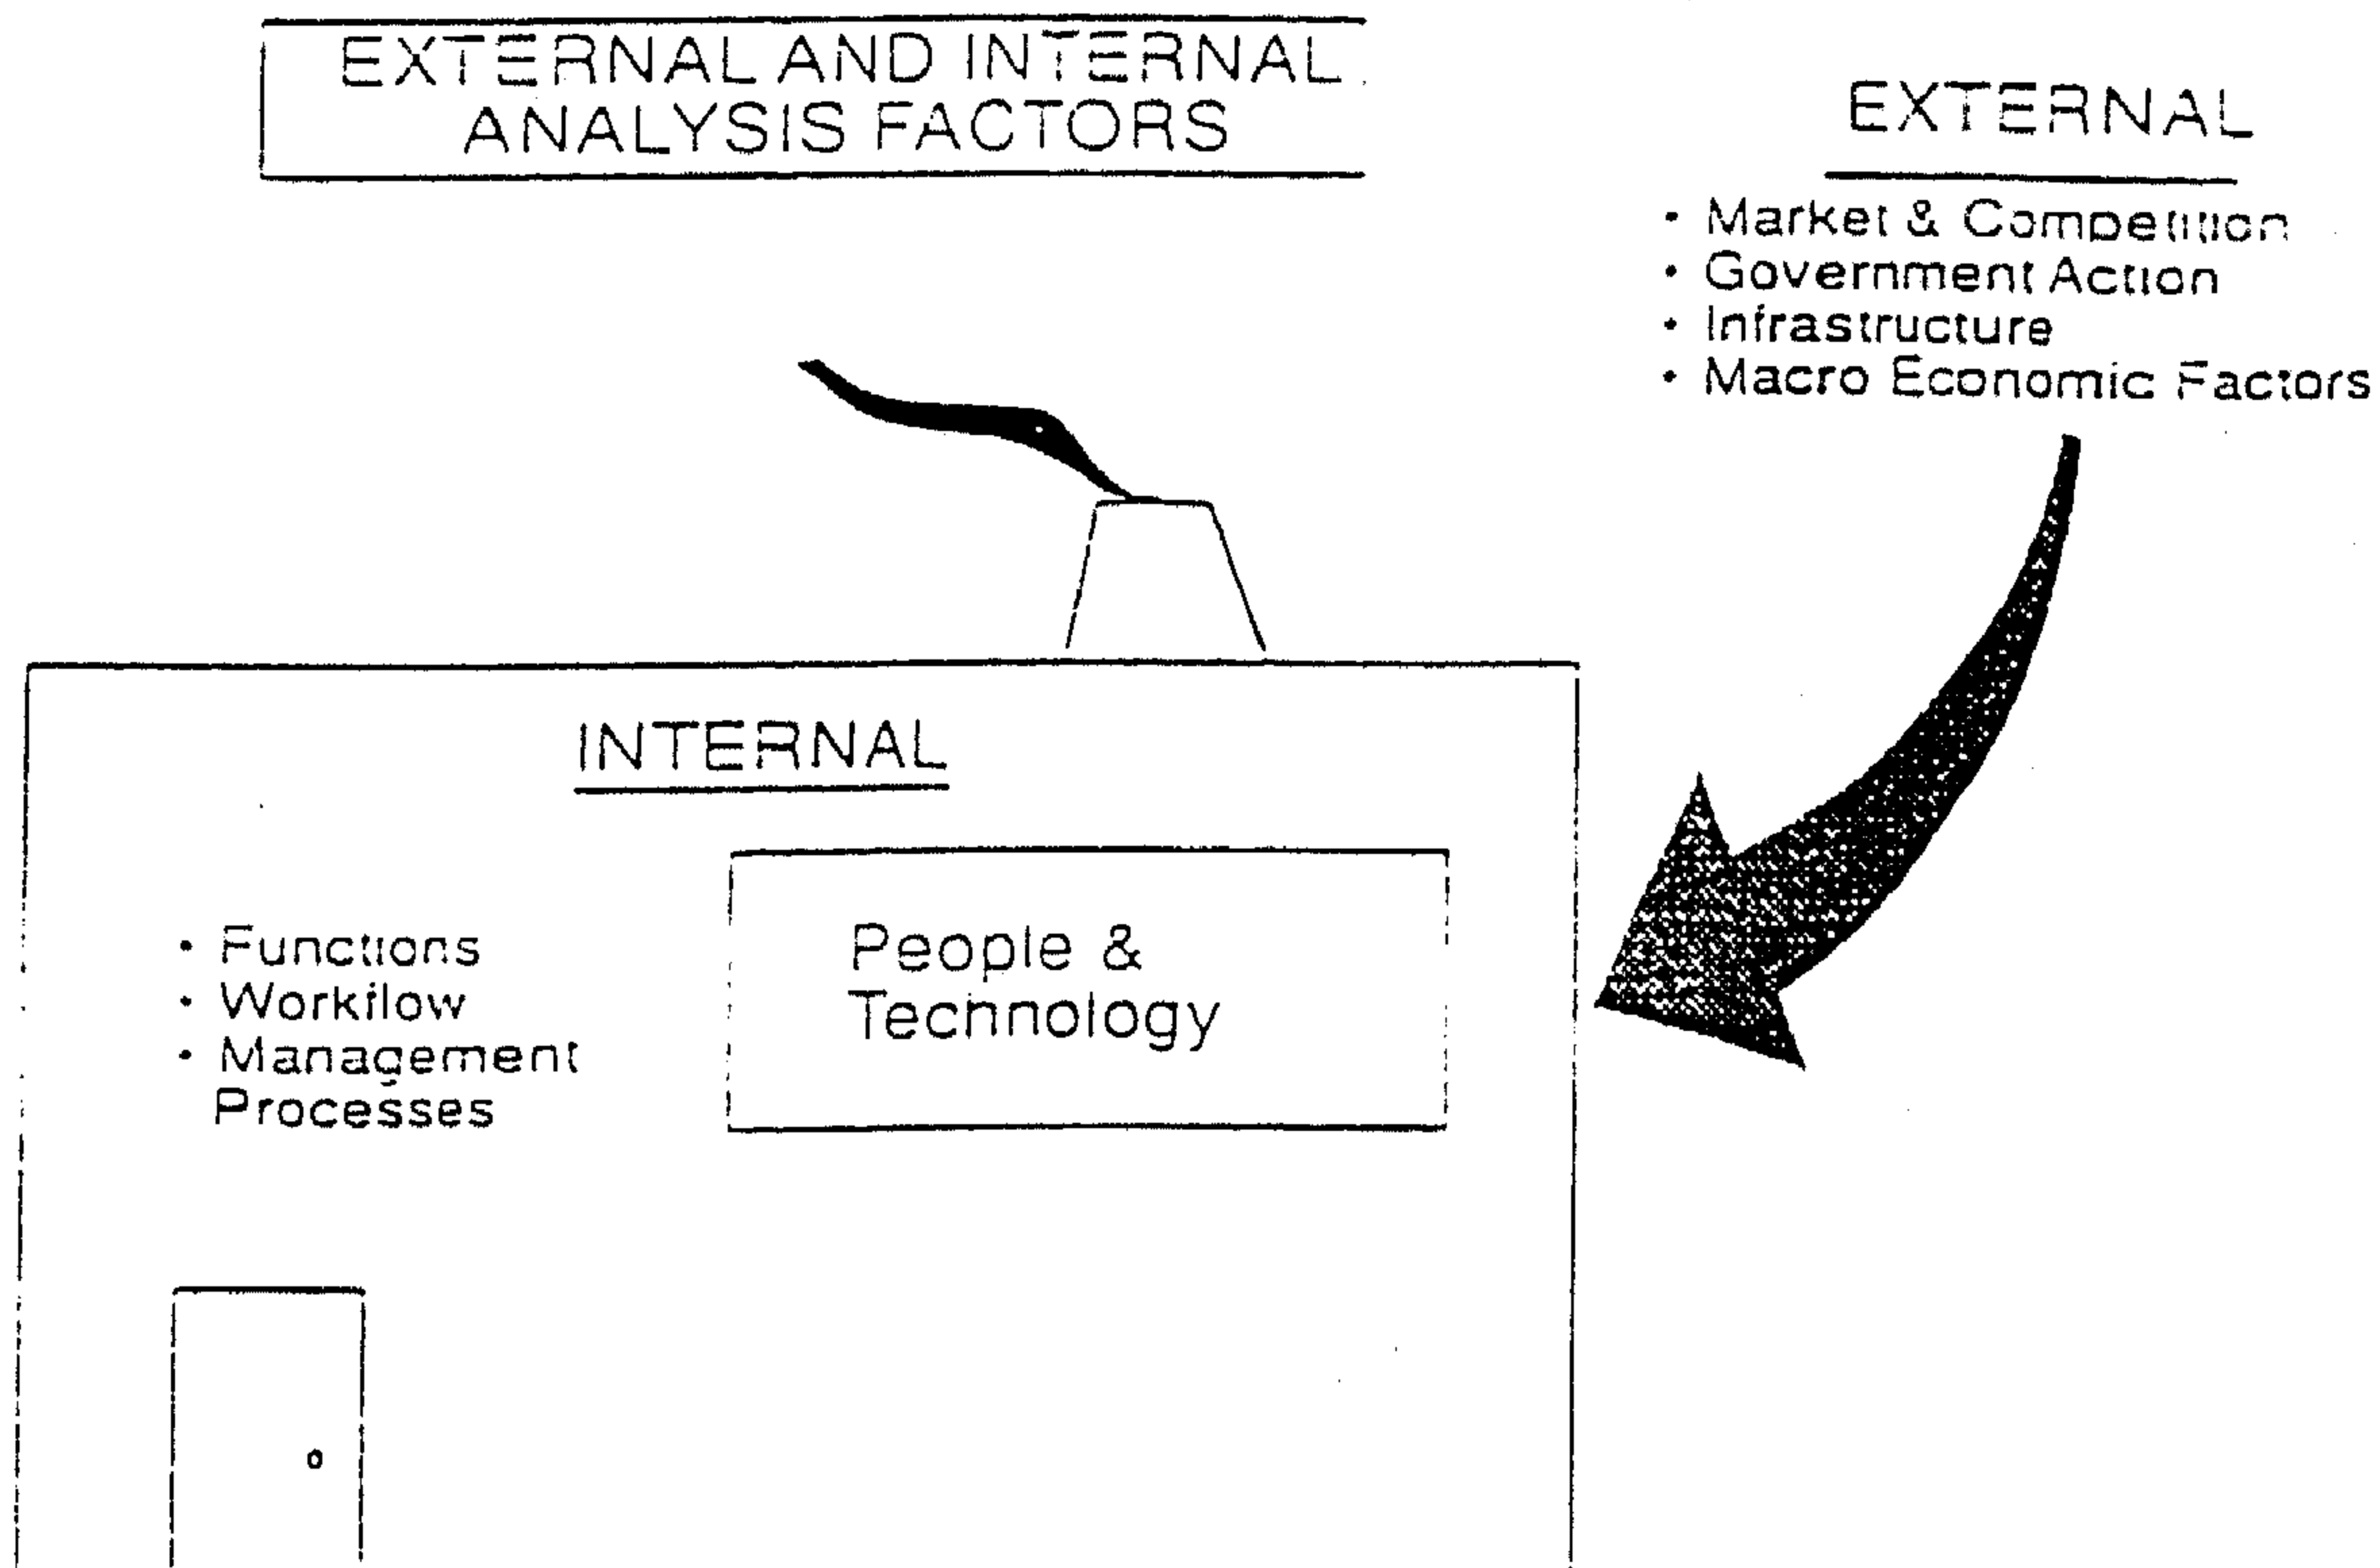 EXTERNAL AND INTERNAL
ANALYSIS FACTORS
EXTERNAL
• Market & Competition
• Government Action
• Infrastructure
• Macro Economic Factors
INTERNAL
• Functions
• Workflow
• Management
Processes
People &
Technology